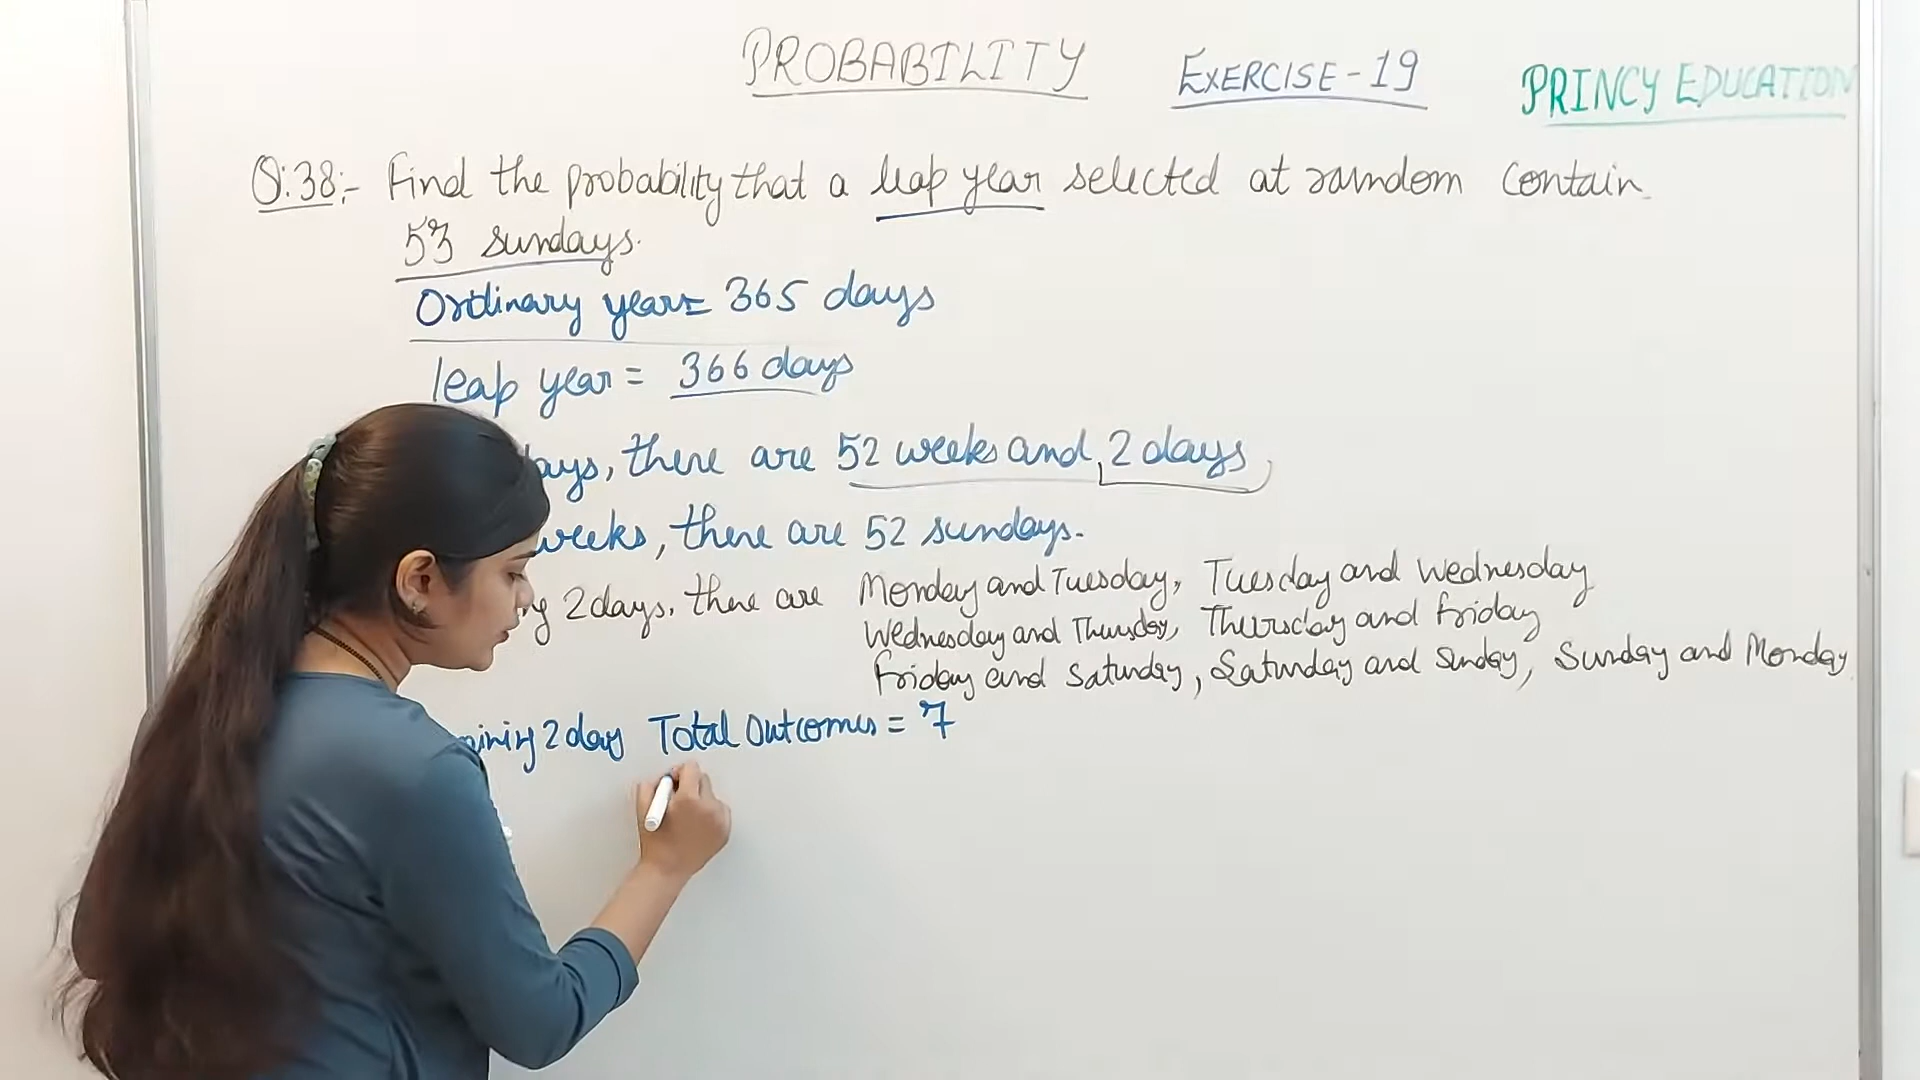 PROBABILITY EXERCISE-19 PRINCY EDUCATION
Q:38:- Find the probability that a leap year selected at random contain
53 sundays.
Ordinary year = 365 days
leap year = 366 days
there are 52 weeks and 2 days,
weeks, there are 52 sundays.
2 days, there are Monday and Tuesday, Tuesday and Wednesday
Wednesday and Thursday, Thursday and friday
friday and saturday, Saturday and Sunday, Sunday and Monday
2 day Total Outcomes = 7